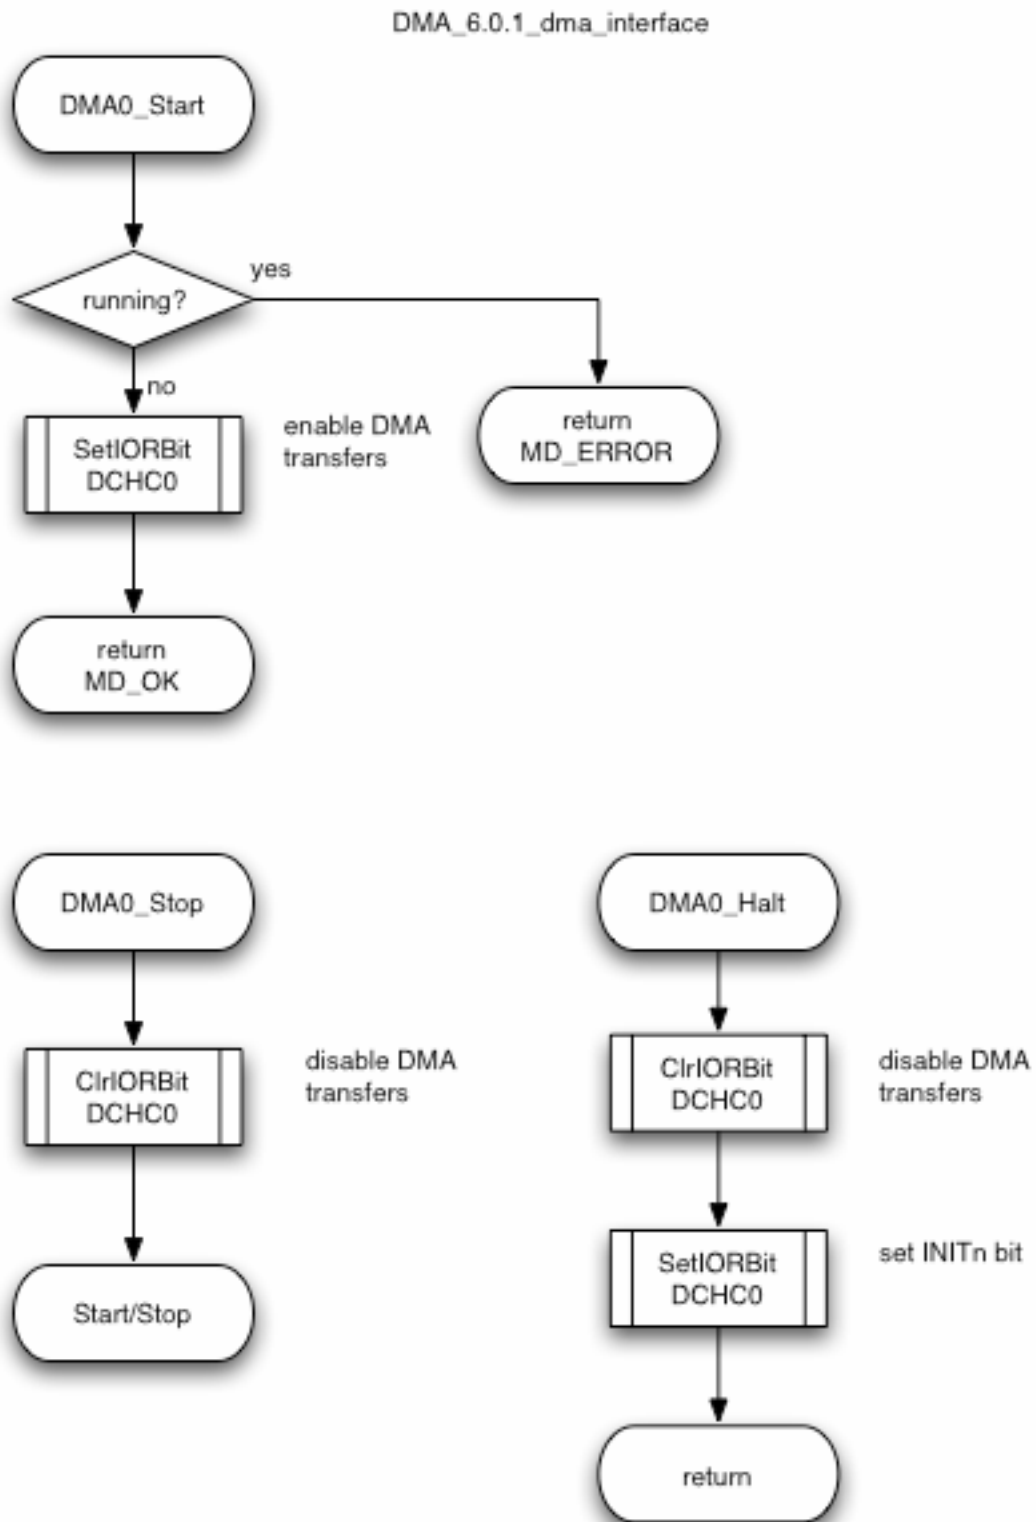 DMA_6.0.1_dma_interface
DMA0_Start
running?
yes
no
SetIORBit
DCHC0
enable DMA
transfers
return
MD_ERROR
return
MD_OK
DMA0_Stop
ClrIORBit
DCHC0
disable DMA
transfers
Start/Stop
DMA0_Halt
ClrIORBit
DCHC0
disable DMA
transfers
SetIORBit
DCHC0
set INITn bit
return